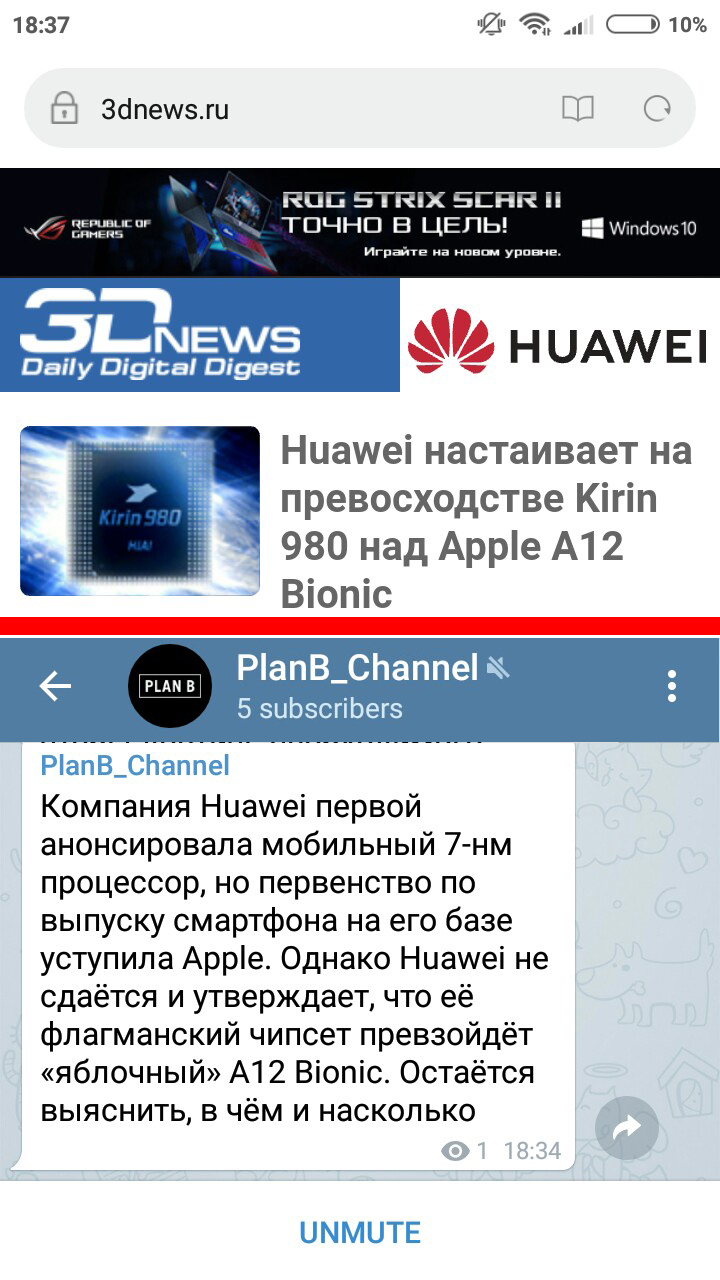 18:37
10%
3dnews.ru
REPUBLIC OF
GAMERS
ROG STRIX SCAR II
ТОЧНО В ЦЕЛЬ!
Играйте на новом уровне.
Windows 10
3DNEWS
Daily Digital Digest
HUAWEI
Kirin 980
HiAI
Huawei настаивает на
превосходстве Kirin
980 над Apple A12
Bionic
PLAN B
PlanB_Channel
5 subscribers
PlanB_Channel
Компания Huawei первой
анонсировала мобильный 7-нм
процессор, но первенство по
выпуску смартфона на его базе
уступила Apple. Однако Huawei не
сдаётся и утверждает, что её
флагманский чипсет превзойдёт
«яблочный» A12 Bionic. Остаётся
выяснить, в чём и насколько
1 18:34
UNMUTE